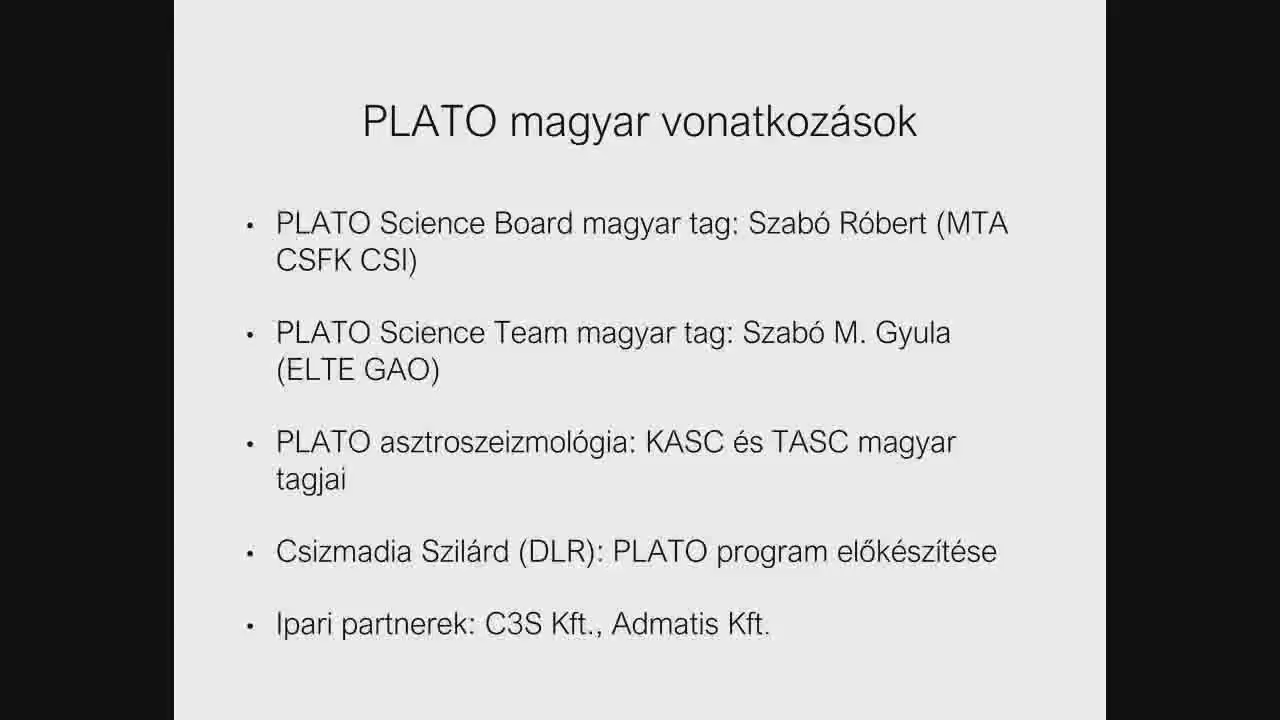 PLATO magyar vonatkozások
• PLATO Science Board magyar tag: Szabó Róbert (MTA
CSFK CSI)
• PLATO Science Team magyar tag: Szabó M. Gyula
(ELTE GAO)
• PLATO asztroszeizmológia: KASC és TASC magyar
tagjai
• Csizmadia Szilárd (DLR): PLATO program előkészítése
• Ipari partnerek: C3S Kft., Admatis Kft.